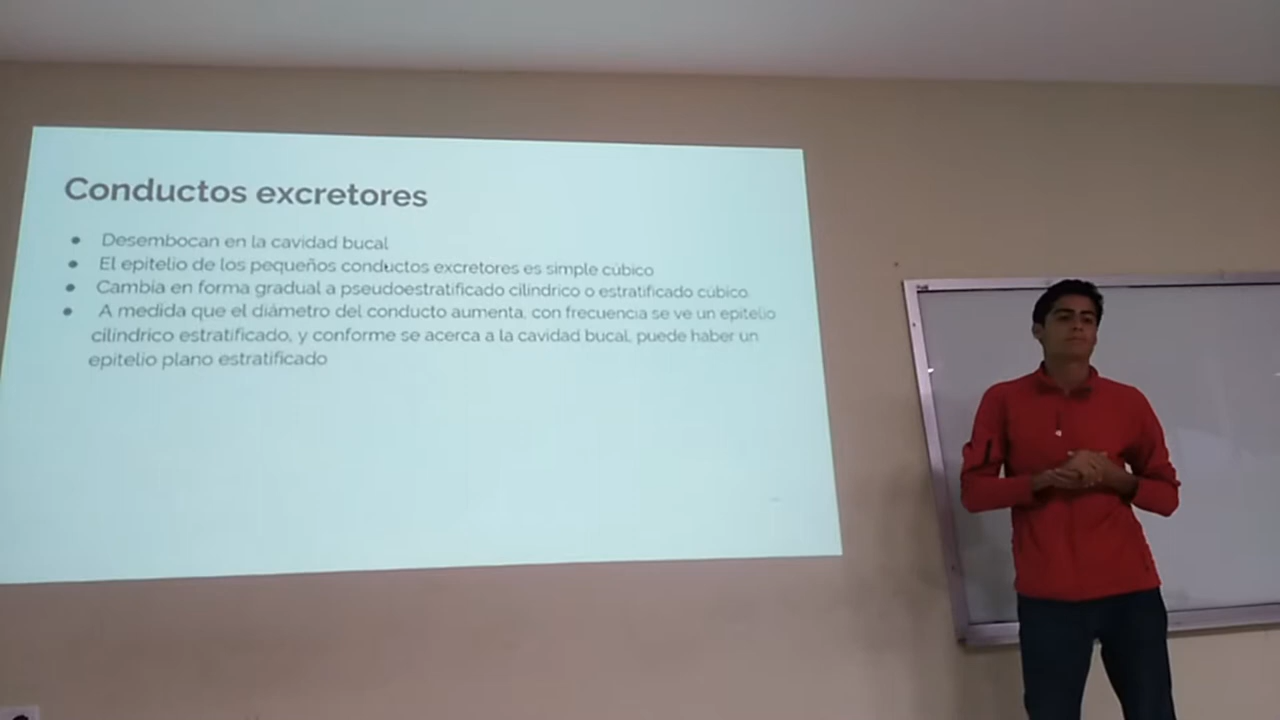 Conductos excretores
● Desembocan en la cavidad bucal
● El epitelio de los pequeños conductos excretores es simple cúbico
● Cambia en forma gradual a pseudoestratificado cilíndrico o estratificado cúbico
● A medida que el diámetro del conducto aumenta, con frecuencia se ve un epitelio
cilíndrico estratificado, y conforme se acerca a la cavidad bucal, puede haber un
epitelio plano estratificado